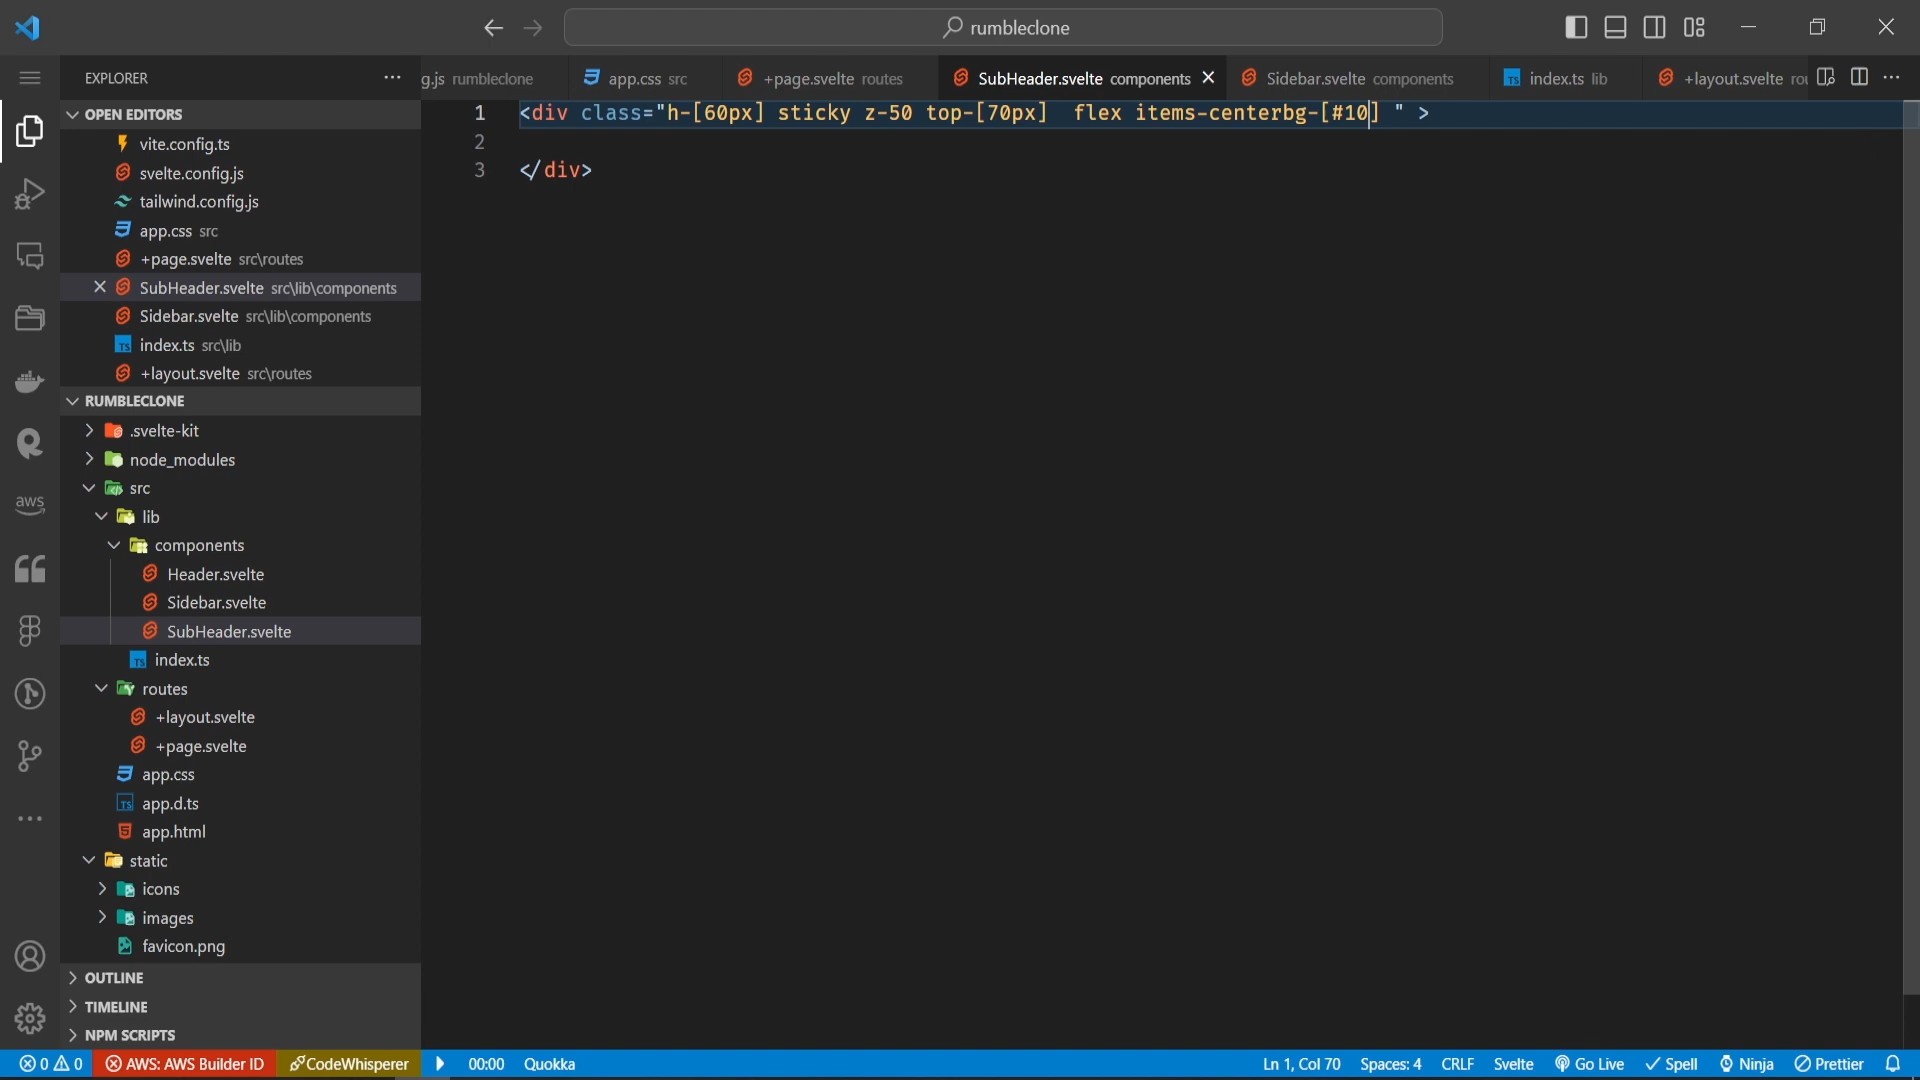 rumbleclone
EXPLORER
g.js rumbleclone
app.css src
+page.svelte routes
SubHeader.svelte components
Sidebar.svelte components
index.ts lib
+layout.svelte rou
OPEN EDITORS
vite.config.ts
svelte.config.js
tailwind.config.js
app.css src
+page.svelte src\routes
SubHeader.svelte src\lib\components
Sidebar.svelte src\lib\components
index.ts src\lib
+layout.svelte src\routes
RUMBLECLONE
.svelte-kit
node_modules
src
lib
components
Header.svelte
Sidebar.svelte
SubHeader.svelte
index.ts
routes
+layout.svelte
+page.svelte
app.css
app.d.ts
app.html
static
icons
images
favicon.png
OUTLINE
TIMELINE
NPM SCRIPTS
aws
1 <div class="h-[60px] sticky z-50 top-[70px]  flex items-centerbg-[#10] " >
2
3 </div>
0 0
AWS: AWS Builder ID
CodeWhisperer
00:00
Quokka
Ln 1, Col 70
Spaces: 4
CRLF
Svelte
Go Live
Spell
Ninja
Prettier